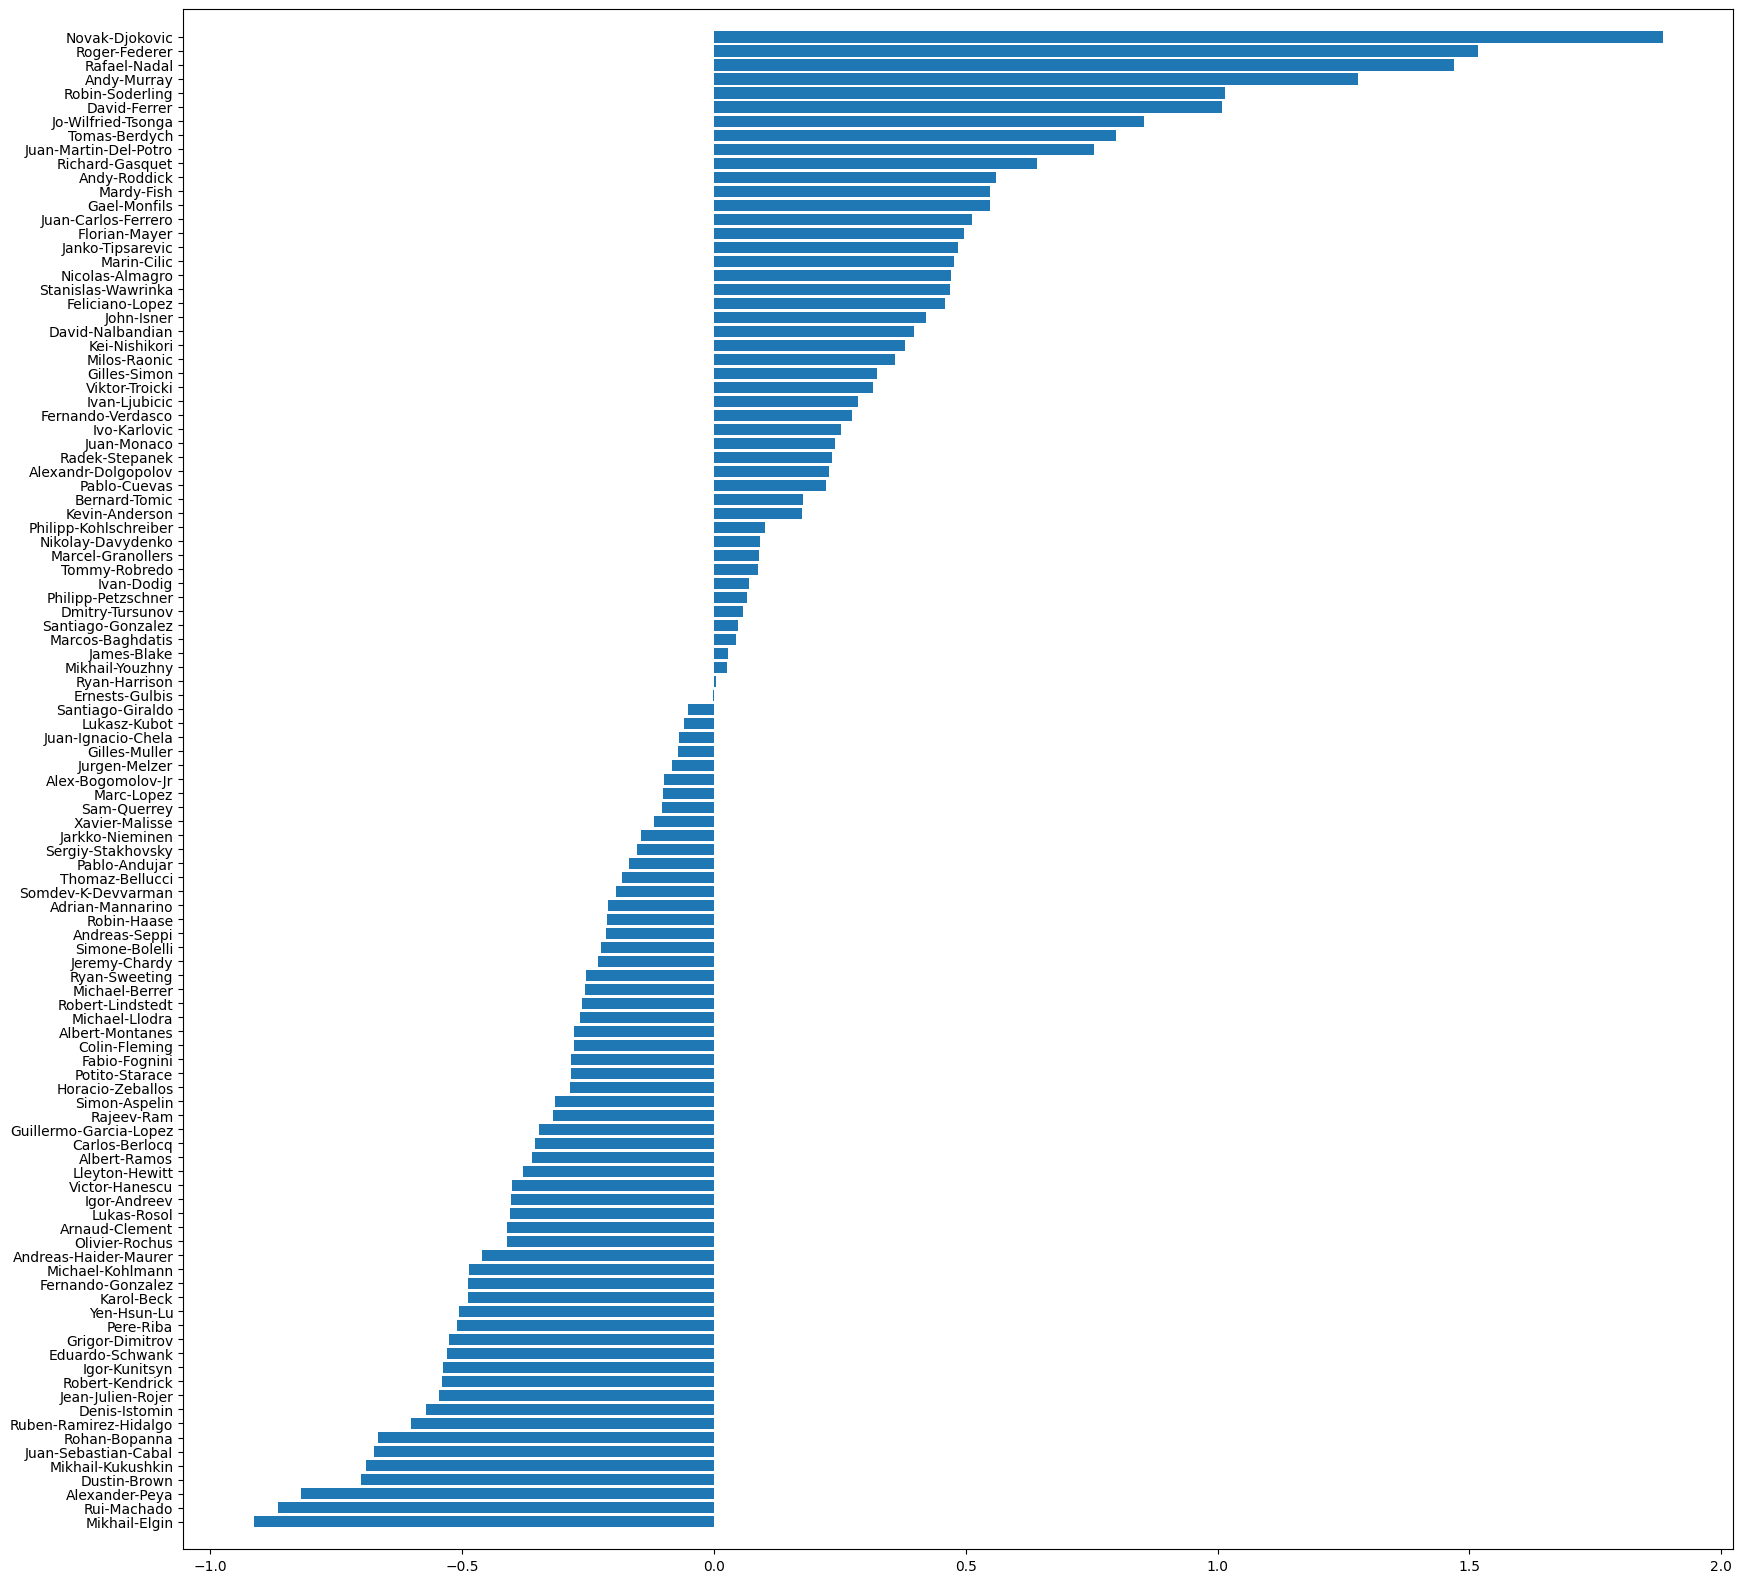 Novak-Djokovic
Roger-Federer
Rafael-Nadal
Andy-Murray
Robin-Soderling
David-Ferrer
Jo-Wilfried-Tsonga
Tomas-Berdych
Juan-Martin-Del-Potro
Richard-Gasquet
Andy-Roddick
Mardy-Fish
Gael-Monfils
Juan-Carlos-Ferrero
Florian-Mayer
Janko-Tipsarevic
Marin-Cilic
Nicolas-Almagro
Stanislas-Wawrinka
Feliciano-Lopez
John-Isner
David-Nalbandian
Kei-Nishikori
Milos-Raonic
Gilles-Simon
Viktor-Troicki
Ivan-Ljubicic
Fernando-Verdasco
Ivo-Karlovic
Juan-Monaco
Radek-Stepanek
Alexandr-Dolgopolov
Pablo-Cuevas
Bernard-Tomic
Kevin-Anderson
Philipp-Kohlschreiber
Nikolay-Davydenko
Marcel-Granollers
Tommy-Robredo
Ivan-Dodig
Philipp-Petzschner
Dmitry-Tursunov
Santiago-Gonzalez
Marcos-Baghdatis
James-Blake
Mikhail-Youzhny
Ryan-Harrison
Ernests-Gulbis
Santiago-Giraldo
Lukasz-Kubot
Juan-Ignacio-Chela
Gilles-Muller
Jurgen-Melzer
Alex-Bogomolov-Jr
Marc-Lopez
Sam-Querrey
Xavier-Malisse
Jarkko-Nieminen
Sergiy-Stakhovsky
Pablo-Andujar
Thomaz-Bellucci
Somdev-K-Devvarman
Adrian-Mannarino
Robin-Haase
Andreas-Seppi
Simone-Bolelli
Jeremy-Chardy
Ryan-Sweeting
Michael-Berrer
Robert-Lindstedt
Michael-Llodra
Albert-Montanes
Colin-Fleming
Fabio-Fognini
Potito-Starace
Horacio-Zeballos
Simon-Aspelin
Rajeev-Ram
Guillermo-Garcia-Lopez
Carlos-Berlocq
Albert-Ramos
Lleyton-Hewitt
Victor-Hanescu
Igor-Andreev
Lukas-Rosol
Arnaud-Clement
Olivier-Rochus
Andreas-Haider-Maurer
Michael-Kohlmann
Fernando-Gonzalez
Karol-Beck
Yen-Hsun-Lu
Pere-Riba
Grigor-Dimitrov
Eduardo-Schwank
Igor-Kunitsyn
Robert-Kendrick
Jean-Julien-Rojer
Denis-Istomin
Ruben-Ramirez-Hidalgo
Rohan-Bopanna
Juan-Sebastian-Cabal
Mikhail-Kukushkin
Dustin-Brown
Alexander-Peya
Rui-Machado
Mikhail-Elgin
−1.0 −0.5 0.0 0.5 1.0 1.5 2.0